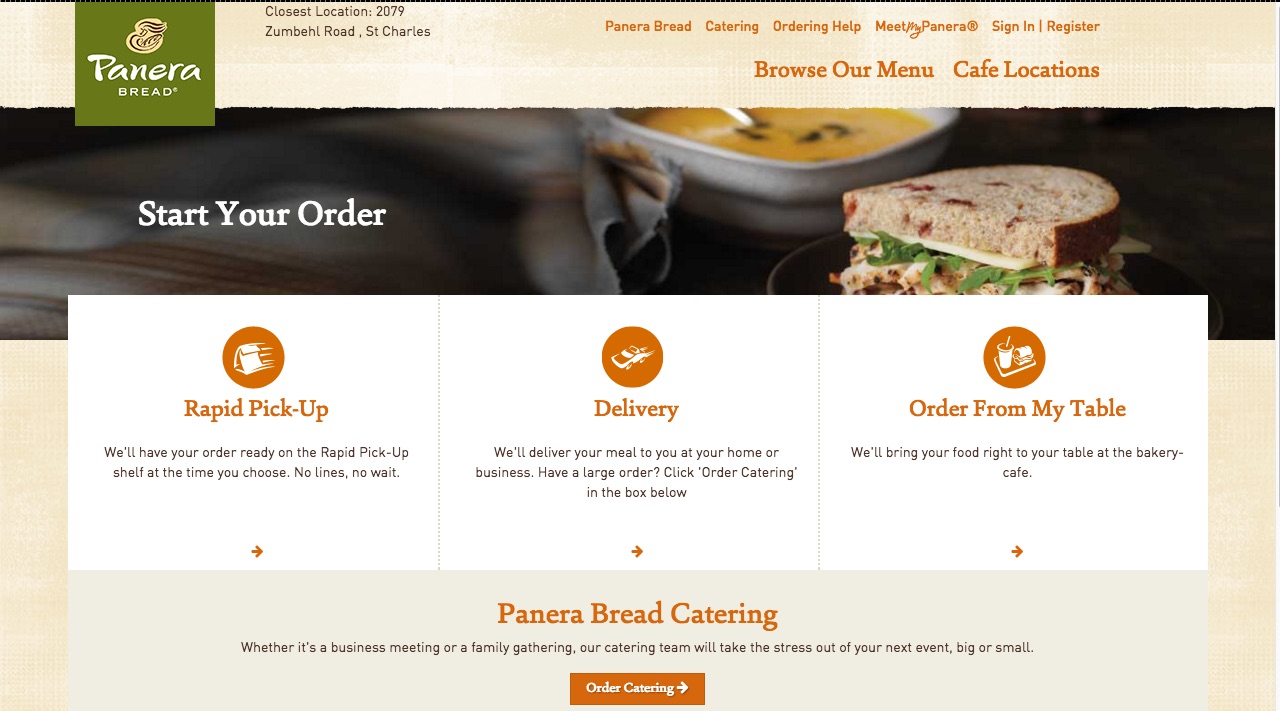 Panera
BREAD®
Closest Location: 2079
Zumbehl Road , St Charles
Panera Bread Catering Ordering Help MeetMyPanera® Sign In | Register
Browse Our Menu Cafe Locations
Start Your Order
Rapid Pick-Up
We'll have your order ready on the Rapid Pick-Up
shelf at the time you choose. No lines, no wait.
Delivery
We'll deliver your meal to you at your home or
business. Have a large order? Click 'Order Catering'
in the box below
Order From My Table
We'll bring your food right to your table at the bakery-
cafe.
Panera Bread Catering
Whether it's a business meeting or a family gathering, our catering team will take the stress out of your next event, big or small.
Order Catering